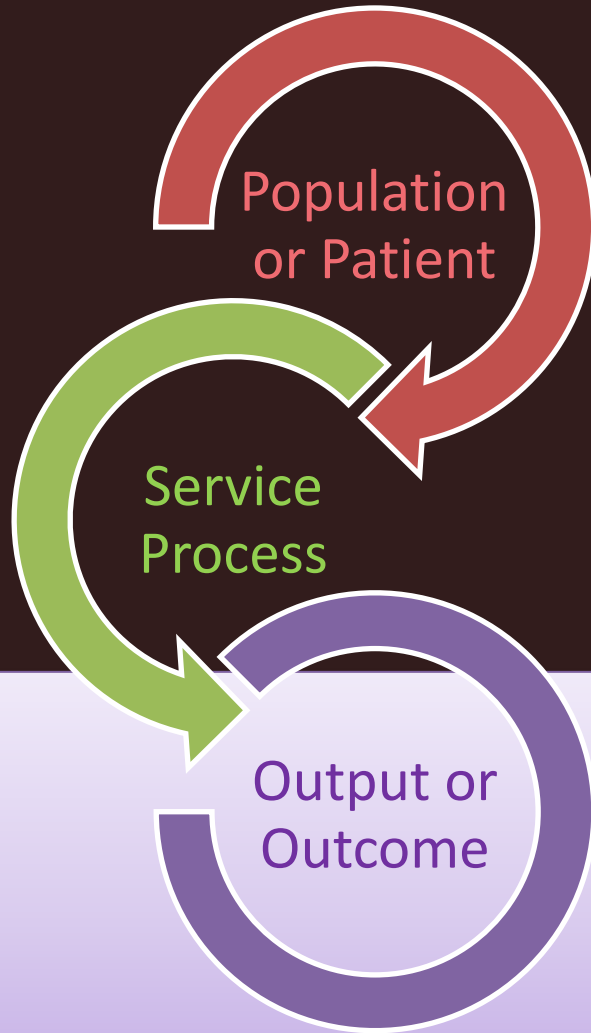 Population
or Patient
Service
Process
Output or
Outcome